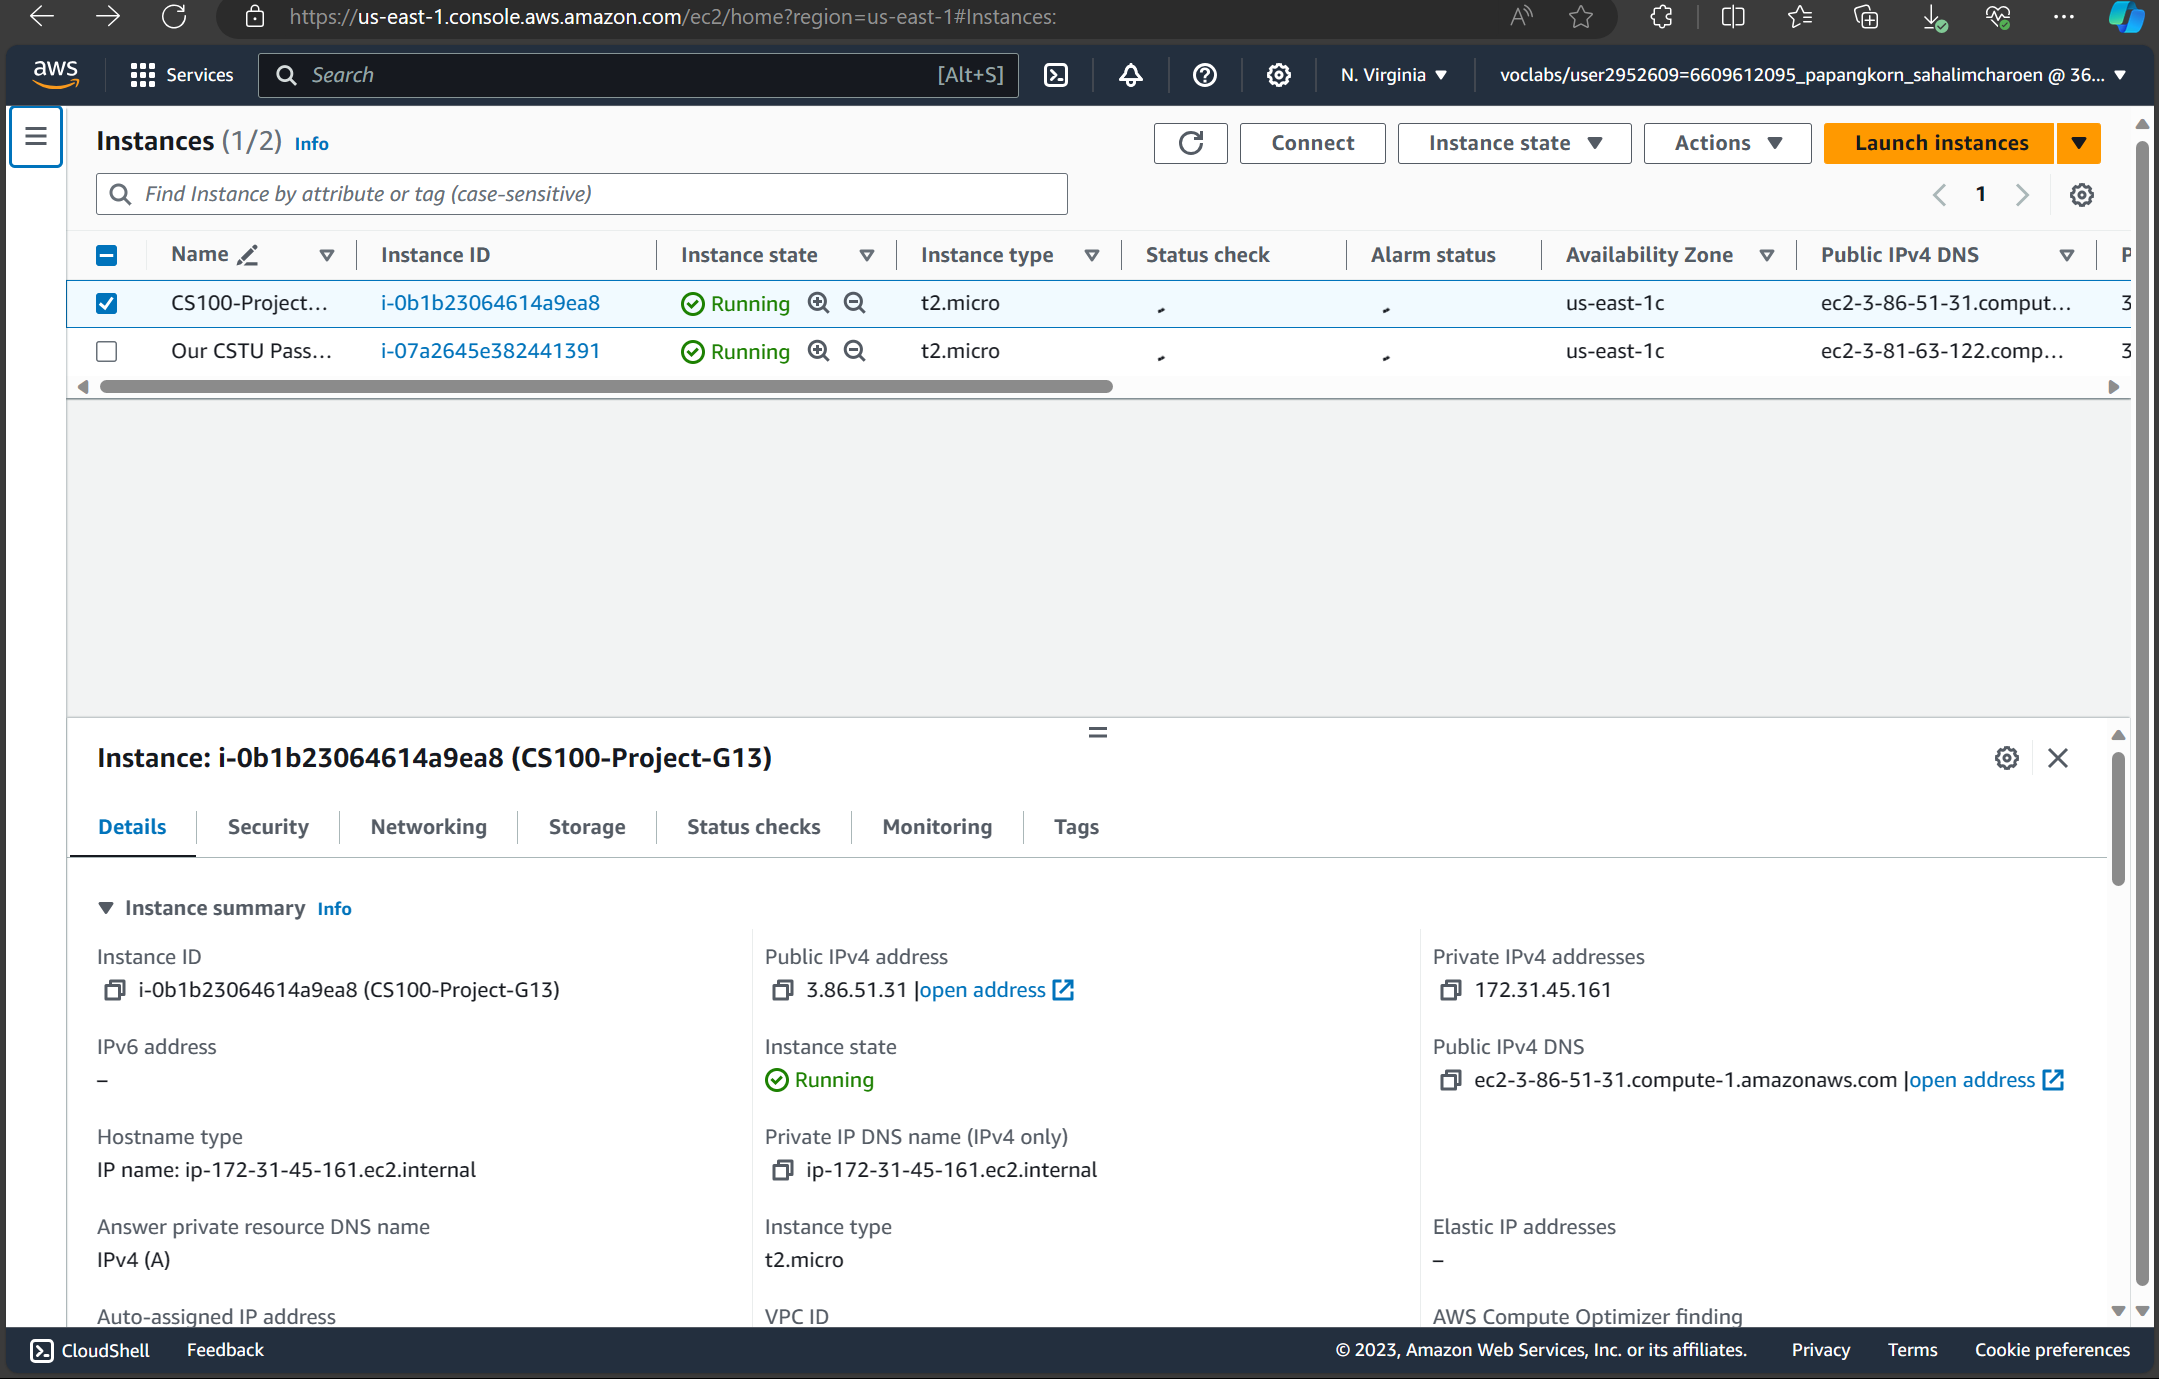 https://us-east-1.console.aws.amazon.com/ec2/home?region=us-east-1#Instances:
aws Services Search [Alt+S] N. Virginia voclabs/user2952609=6609612095_papangkorn_sahalimcharoen @ 36...
Instances (1/2) Info Connect Instance state Actions Launch instances
Find Instance by attribute or tag (case-sensitive) 1
Name Instance ID Instance state Instance type Status check Alarm status Availability Zone Public IPv4 DNS P
CS100-Project... i-0b1b23064614a9ea8 Running t2.micro - - us-east-1c ec2-3-86-51-31.comput... 3
Our CSTU Pass... i-07a2645e382441391 Running t2.micro - - us-east-1c ec2-3-81-63-122.comp... 3
Instance: i-0b1b23064614a9ea8 (CS100-Project-G13)
Details Security Networking Storage Status checks Monitoring Tags
Instance summary Info
Instance ID Public IPv4 address Private IPv4 addresses
i-0b1b23064614a9ea8 (CS100-Project-G13) 3.86.51.31 |open address 172.31.45.161
IPv6 address Instance state Public IPv4 DNS
– Running ec2-3-86-51-31.compute-1.amazonaws.com |open address
Hostname type Private IP DNS name (IPv4 only)
IP name: ip-172-31-45-161.ec2.internal ip-172-31-45-161.ec2.internal
Answer private resource DNS name Instance type Elastic IP addresses
IPv4 (A) t2.micro –
Auto-assigned IP address VPC ID AWS Compute Optimizer finding
CloudShell Feedback © 2023, Amazon Web Services, Inc. or its affiliates. Privacy Terms Cookie preferences